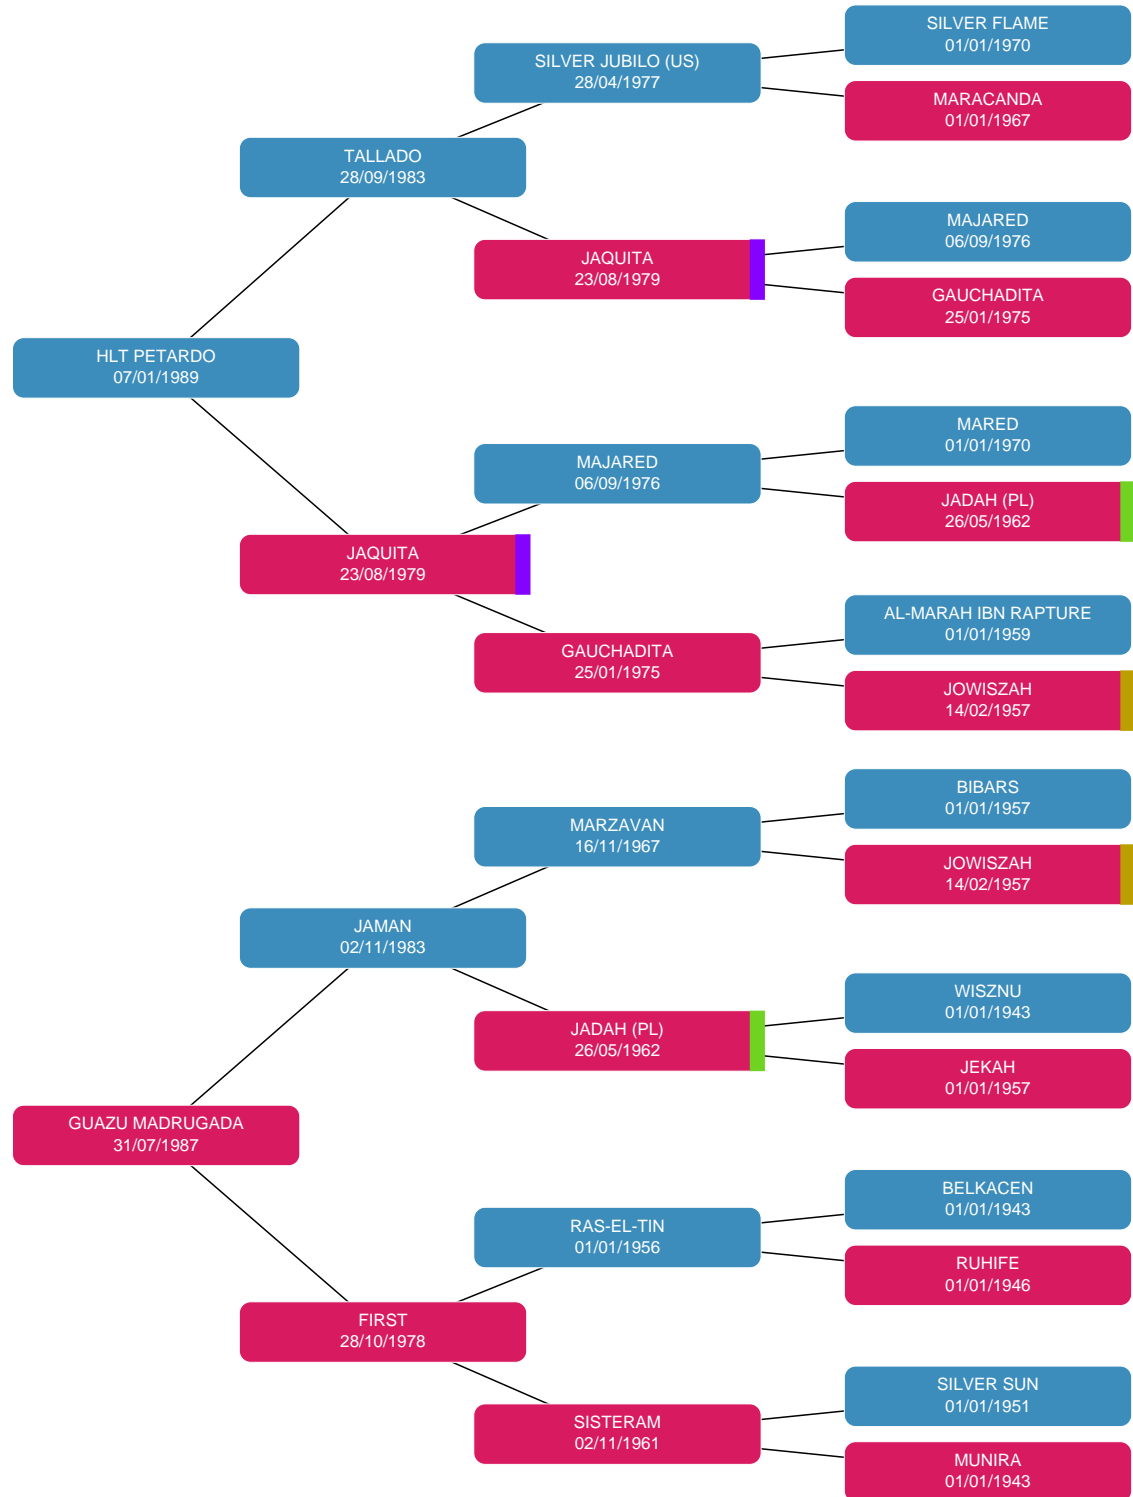 SILVER FLAME
01/01/1970
SILVER JUBILO (US)
28/04/1977
MARACANDA
01/01/1967
TALLADO
28/09/1983
MAJARED
06/09/1976
JAQUITA
23/08/1979
GAUCHADITA
25/01/1975
HLT PETARDO
07/01/1989
MARED
01/01/1970
MAJARED
06/09/1976
JADAH (PL)
26/05/1962
JAQUITA
23/08/1979
AL-MARAH IBN RAPTURE
01/01/1959
GAUCHADITA
25/01/1975
JOWISZAH
14/02/1957
BIBARS
01/01/1957
MARZAVAN
16/11/1967
JOWISZAH
14/02/1957
JAMAN
02/11/1983
WISZNU
01/01/1943
JADAH (PL)
26/05/1962
JEKAH
01/01/1957
GUAZU MADRUGADA
31/07/1987
BELKACEN
01/01/1943
RAS-EL-TIN
01/01/1956
RUHIFE
01/01/1946
FIRST
28/10/1978
SILVER SUN
01/01/1951
SISTERAM
02/11/1961
MUNIRA
01/01/1943